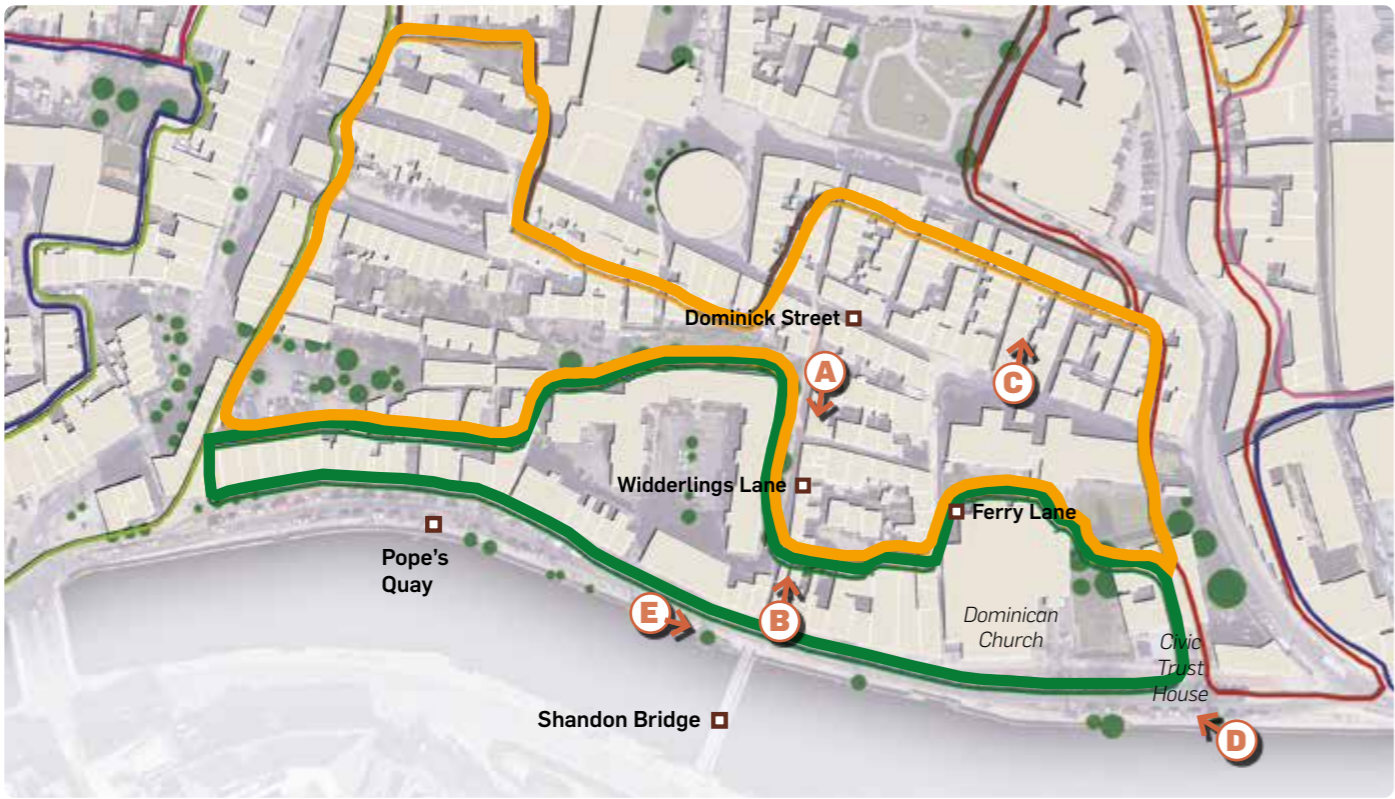 Dominick Street
A
C
Widderlings Lane
Ferry Lane
Pope's
Quay
E
B
Dominican
Church
Civic
Trust
House
Shandon Bridge
D